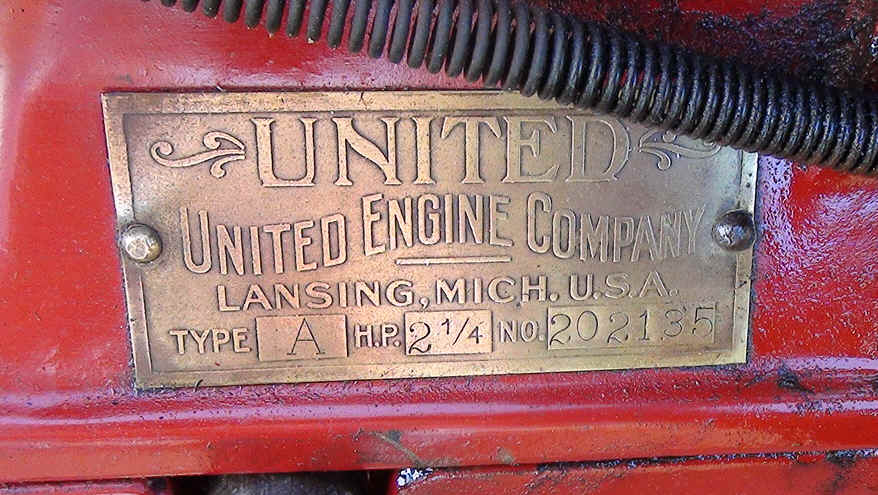 UNITED
UNITED ENGINE COMPANY
LANSING, MICH. U.S.A.
TYPE A H.P. 2 1/4 NO. 202135